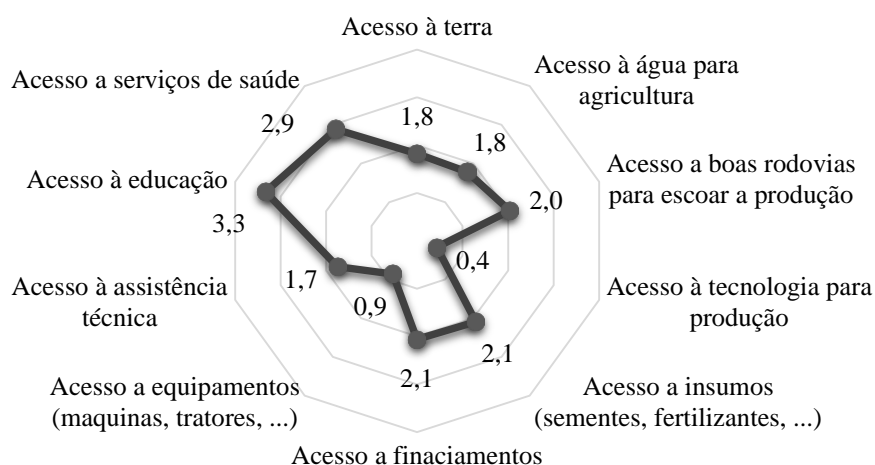 Acesso à terra
Acesso à água para
agricultura
Acesso a serviços de saúde
2,9
1,8
1,8
Acesso a boas rodovias
para escoar a produção
Acesso à educação
2,0
3,3
0,4
Acesso à assistência
técnica
1,7
0,9
Acesso à tecnologia para
produção
2,1
2,1
Acesso a equipamentos
(maquinas, tratores, ...)
Acesso a insumos
(sementes, fertilizantes, ...)
Acesso a finaciamentos